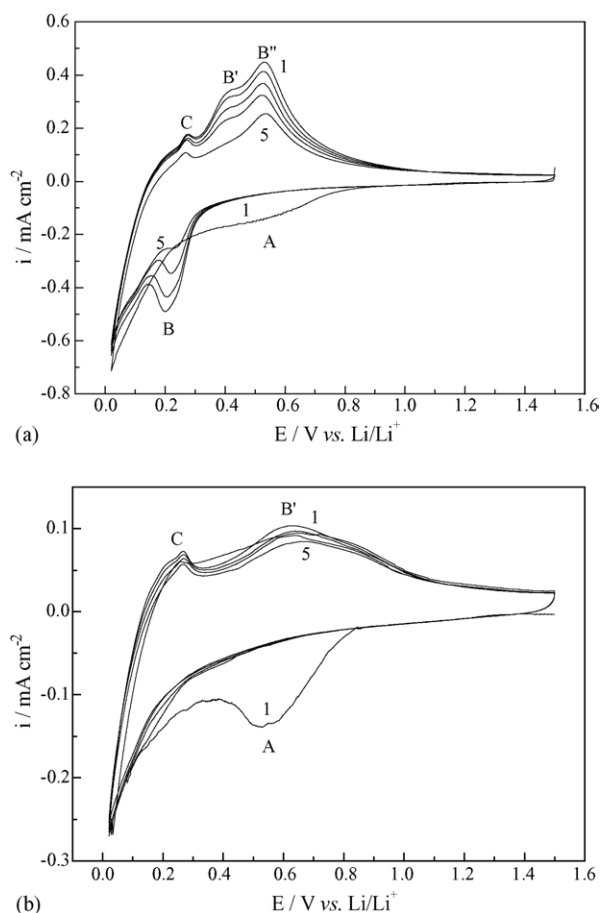 B"
B'
1
C
5
1
5
A
B
0.6
0.4
0.2
0.0
-0.2
-0.4
-0.6
-0.8
i / mA cm⁻²
0.0 0.2 0.4 0.6 0.8 1.0 1.2 1.4 1.6
(a)
E / V vs. Li/Li⁺
B'
1
C
5
1
A
0.1
0.0
-0.1
-0.2
-0.3
i / mA cm⁻²
0.0 0.2 0.4 0.6 0.8 1.0 1.2 1.4 1.6
(b)
E / V vs. Li/Li⁺